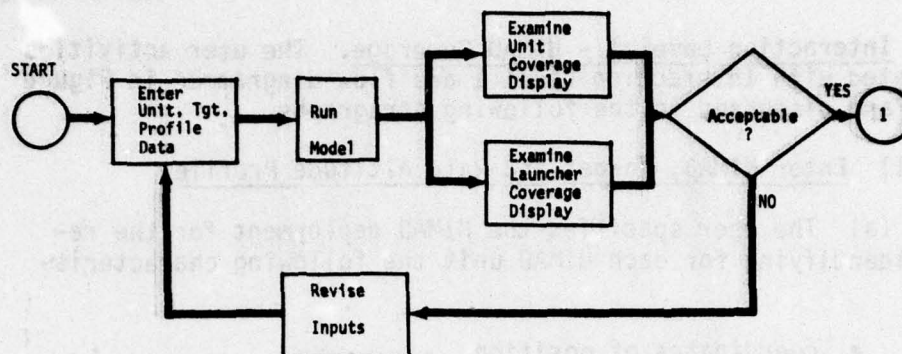 START
Enter
Unit, Tgt.
Profile
Data
Run
Model
Examine
Unit
Coverage
Display
Examine
Launcher
Coverage
Display
Acceptable
?
YES
1
NO
Revise
Inputs